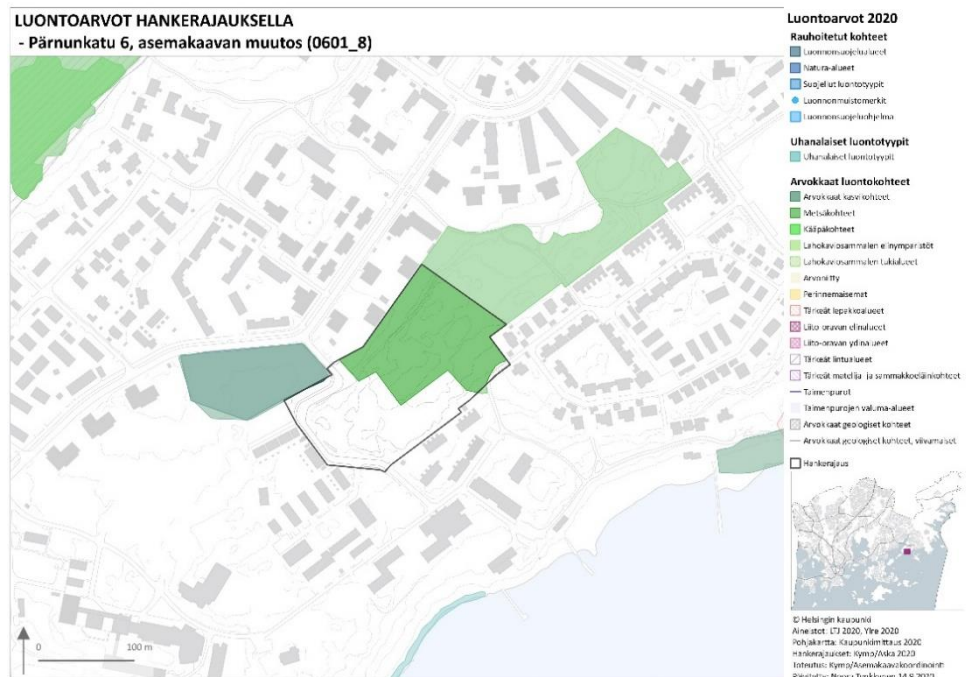 LUONTOARVOT HANKERAJAUKSELLA
- Pärnunkatu 6, asemakaavan muutos (0601_8)
0
100 m
Luontoarvot 2020
Rauhoitetut kohteet
Luonnonsuojelualueet
Natura-alueet
Suojellut luontotyypit
Luonnonmuistomerkit
Luonnonsuojeluohjelma
Uhanalaiset luontotyypit
Uhanalaiset luontotyypit
Arvokkaat luontokohteet
Arvokkaat kasvikohteet
Metsäkohteet
Kääpäkohteet
Lahokaviosammalen elinympäristöt
Lahokaviosammalen tukialueet
Arvoniitty
Perinnemaisemat
Tärkeät lepakkoalueet
Liito-oravan elinalueet
Liito-oravan ydinalueet
Tärkeät lintualueet
Tärkeät matelija- ja sammakkoeläinkohteet
Taimenpurot
Taimenpurojen valuma-alueet
Arvokkaat geologiset kohteet
Arvokkaat geologiset kohteet, viivamaiset
Hankerajaus
© Helsingin kaupunki
Aineistot: LTJ 2020, Yire 2020
Pohjakartta: Kaupunkimittaus 2020
Hankerajaukset: Kymp/Aska 2020
Toteutus: Kymp/Asemakaavakoordinointi